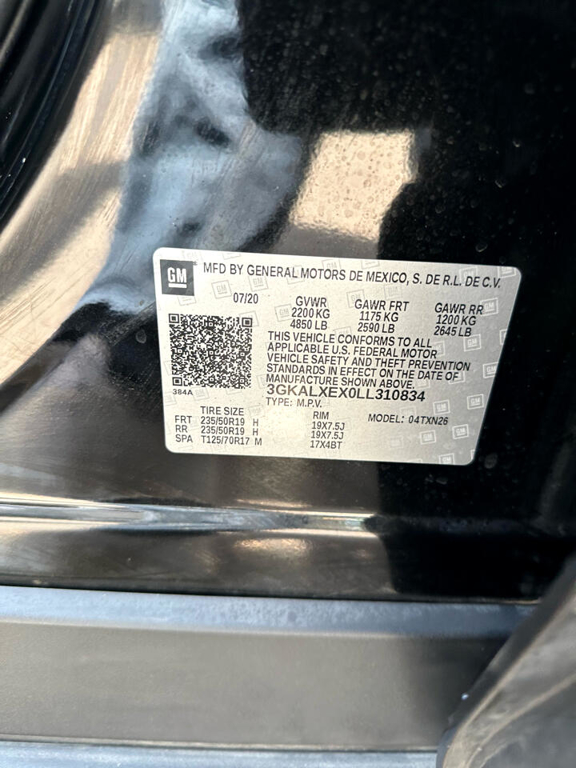 GM MFD BY GENERAL MOTORS DE MEXICO, S. DE R.L. DE C.V.
07/20 GVWR GAWR FRT GAWR RR
2200 KG 1175 KG 1200 KG
4850 LB 2590 LB 2645 LB
THIS VEHICLE CONFORMS TO ALL
APPLICABLE U.S. FEDERAL MOTOR
VEHICLE SAFETY AND THEFT PREVENTION
STANDARDS IN EFFECT ON THE DATE OF
MANUFACTURE SHOWN ABOVE.
384A 3GKALXEX0LL310834
TYPE: M.P.V.
TIRE SIZE RIM MODEL: 04TXN26
FRT 235/50R19 H 19X7.5J
RR 235/50R19 H 19X7.5J
SPA T125/70R17 M 17X4BT